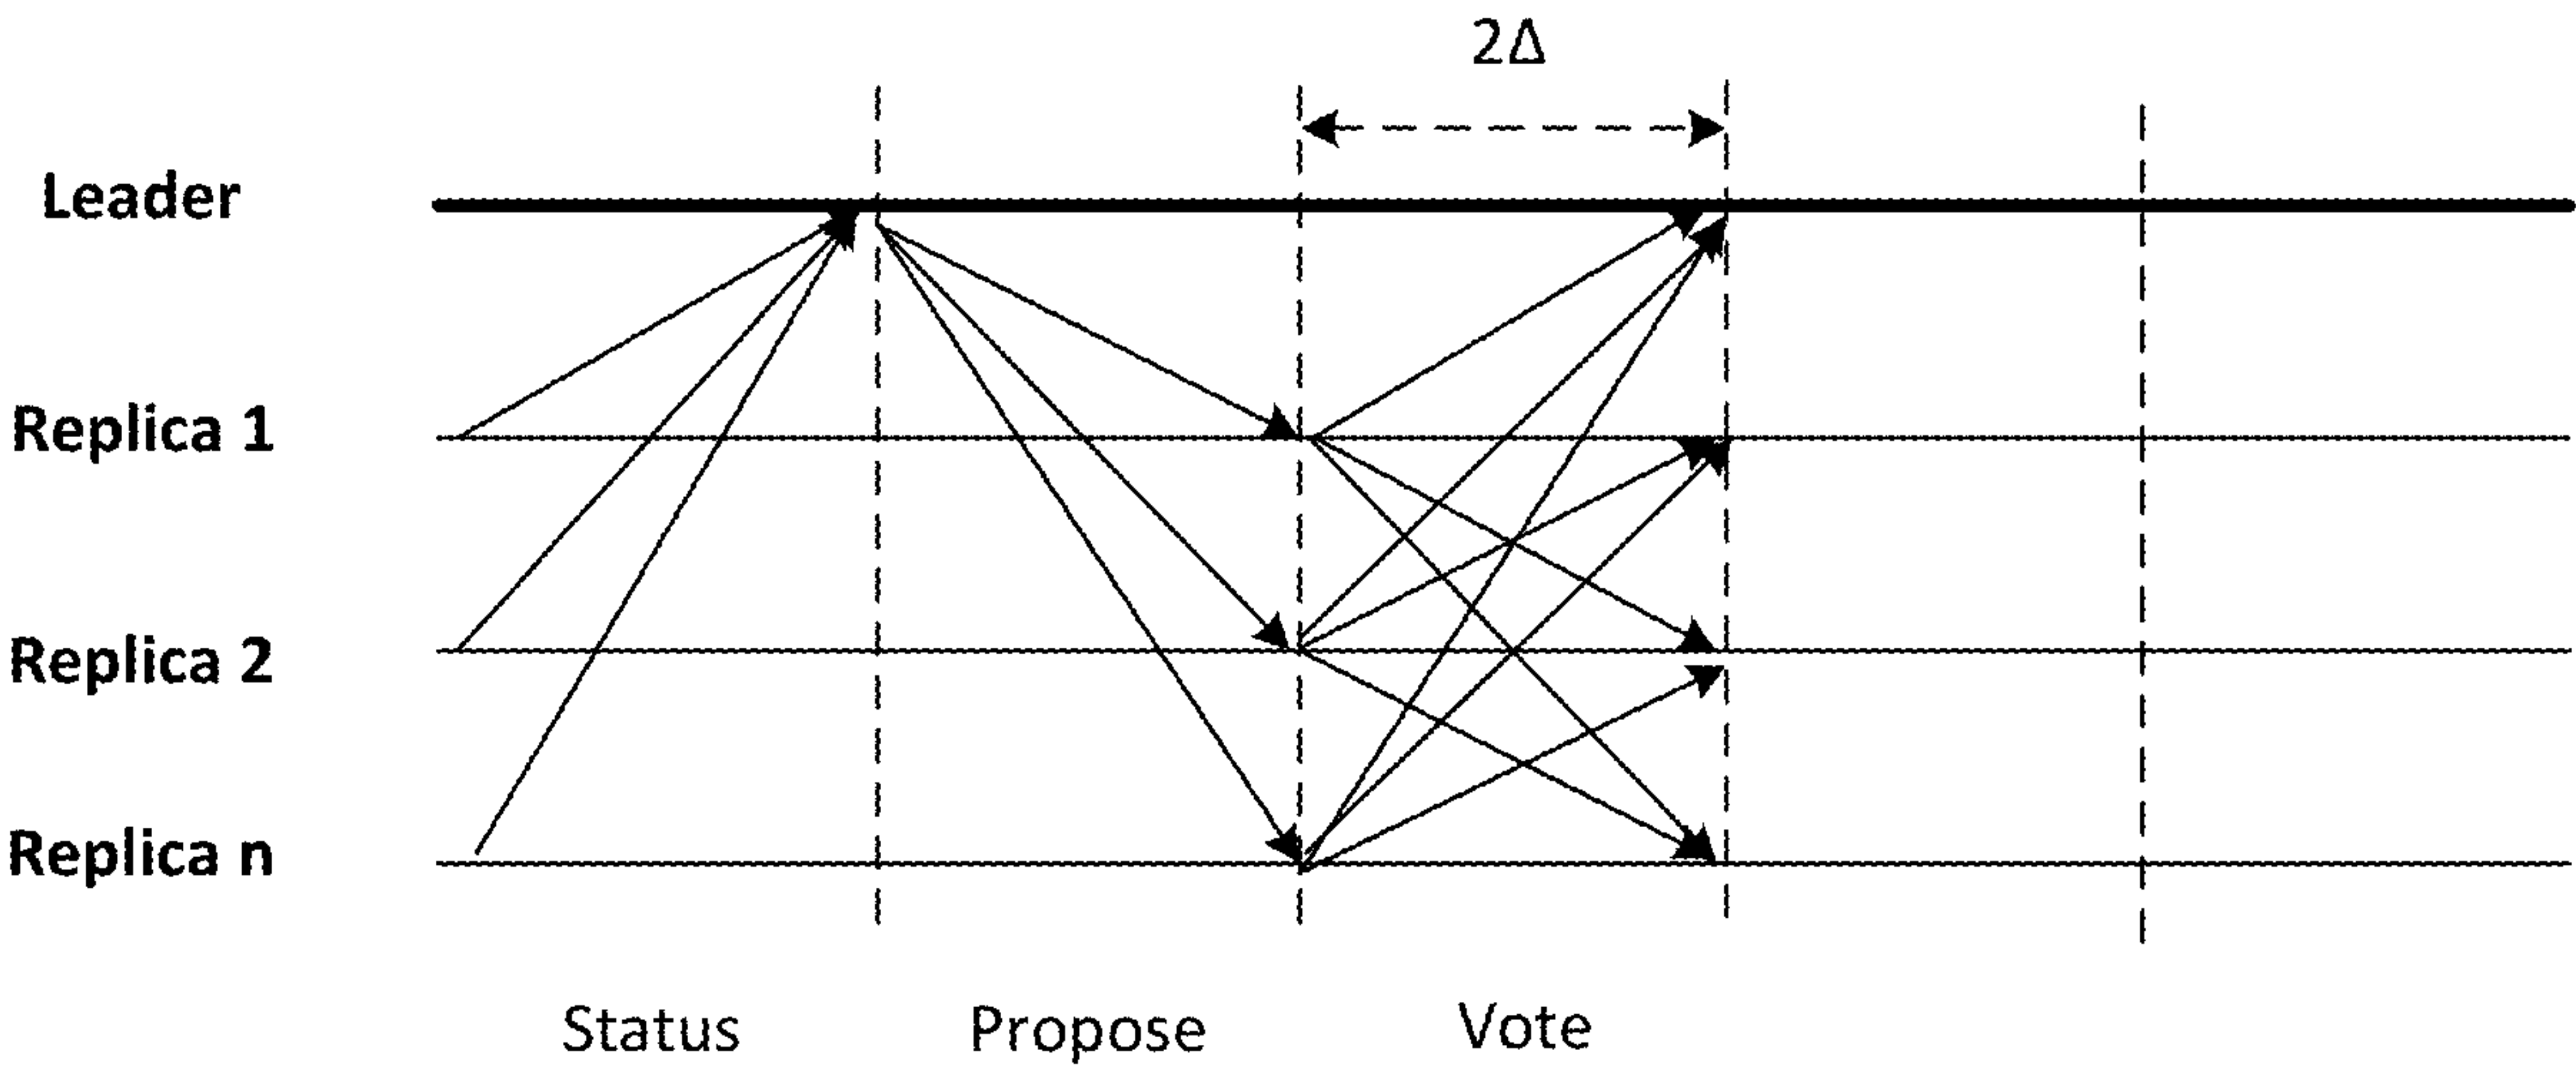 2Δ
Leader
Replica 1
Replica 2
Replica n
Status Propose Vote